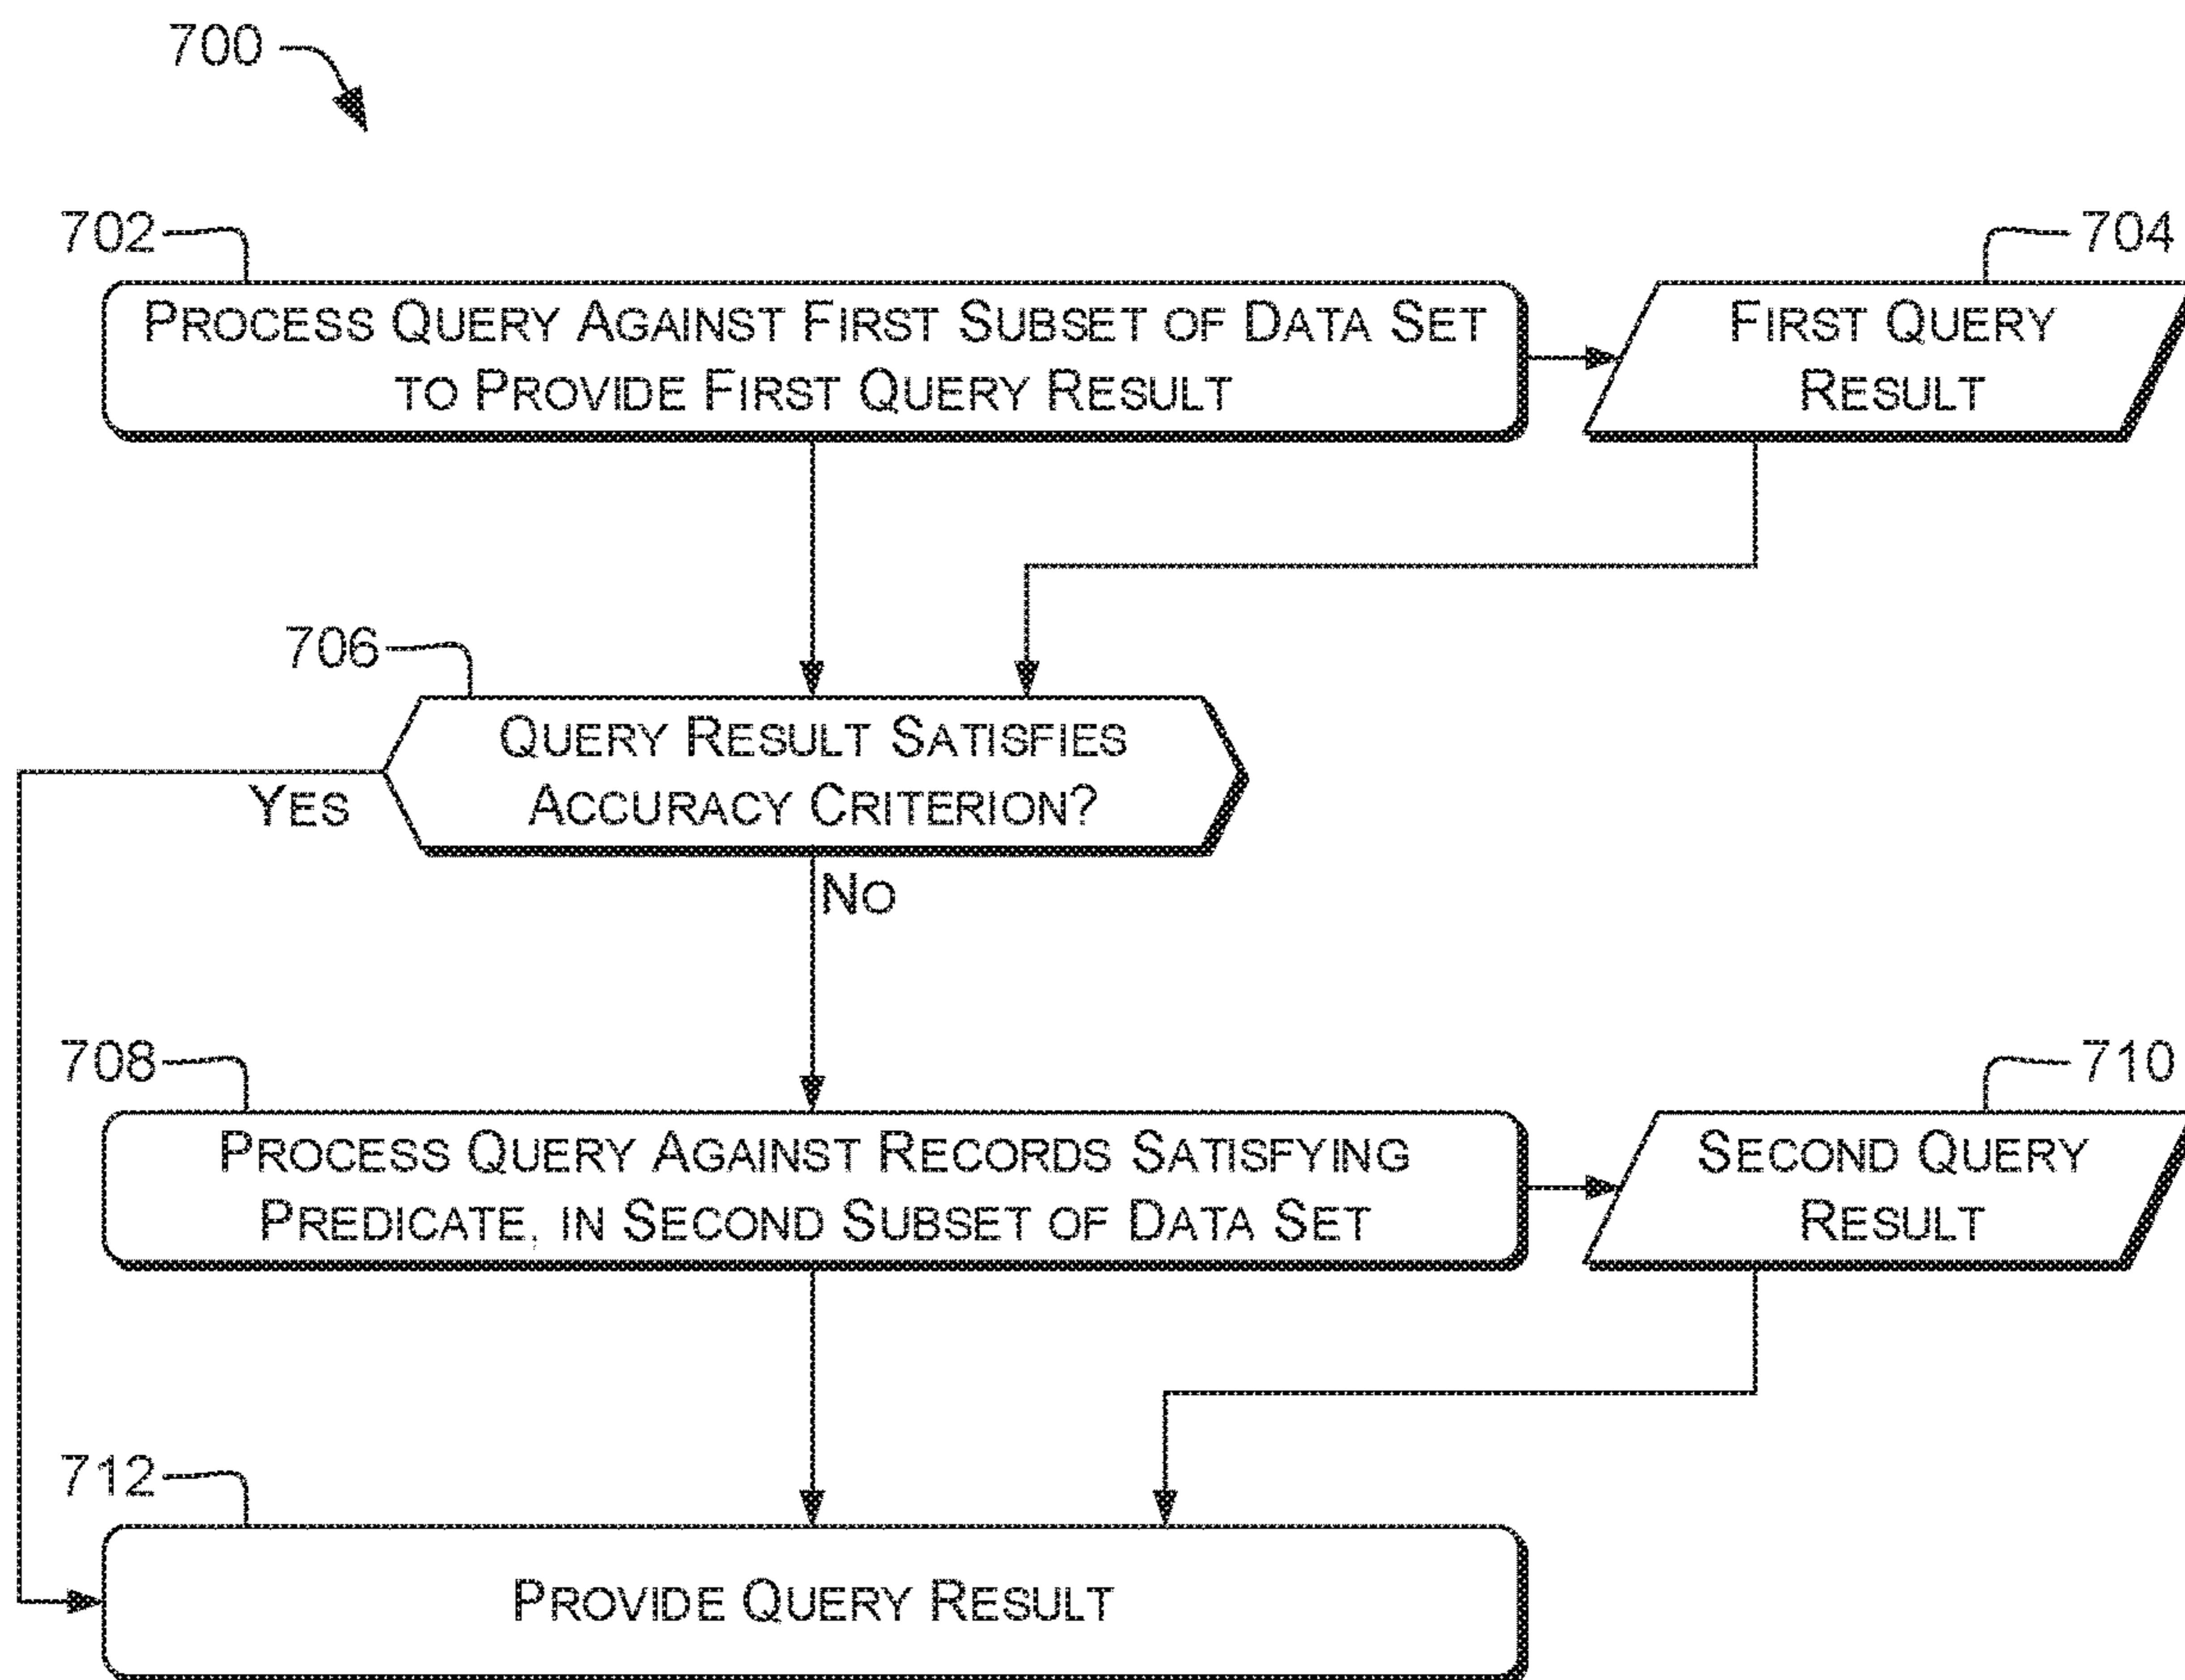 700
702
704
PROCESS QUERY AGAINST FIRST SUBSET OF DATA SET
TO PROVIDE FIRST QUERY RESULT
FIRST QUERY
RESULT
706
QUERY RESULT SATISFIES
ACCURACY CRITERION?
YES
NO
708
710
PROCESS QUERY AGAINST RECORDS SATISFYING
PREDICATE, IN SECOND SUBSET OF DATA SET
SECOND QUERY
RESULT
712
PROVIDE QUERY RESULT